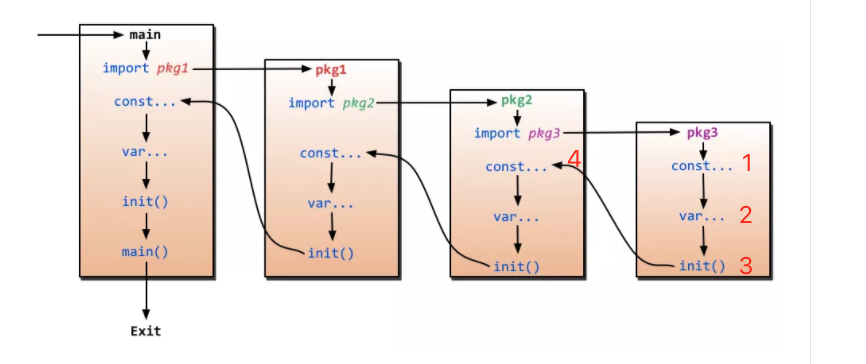 main
import pkg1
const...
var...
init()
main()
Exit
pkg1
import pkg2
const...
var...
init()
pkg2
import pkg3
const... 4
var...
init()
pkg3
const... 1
var... 2
init() 3